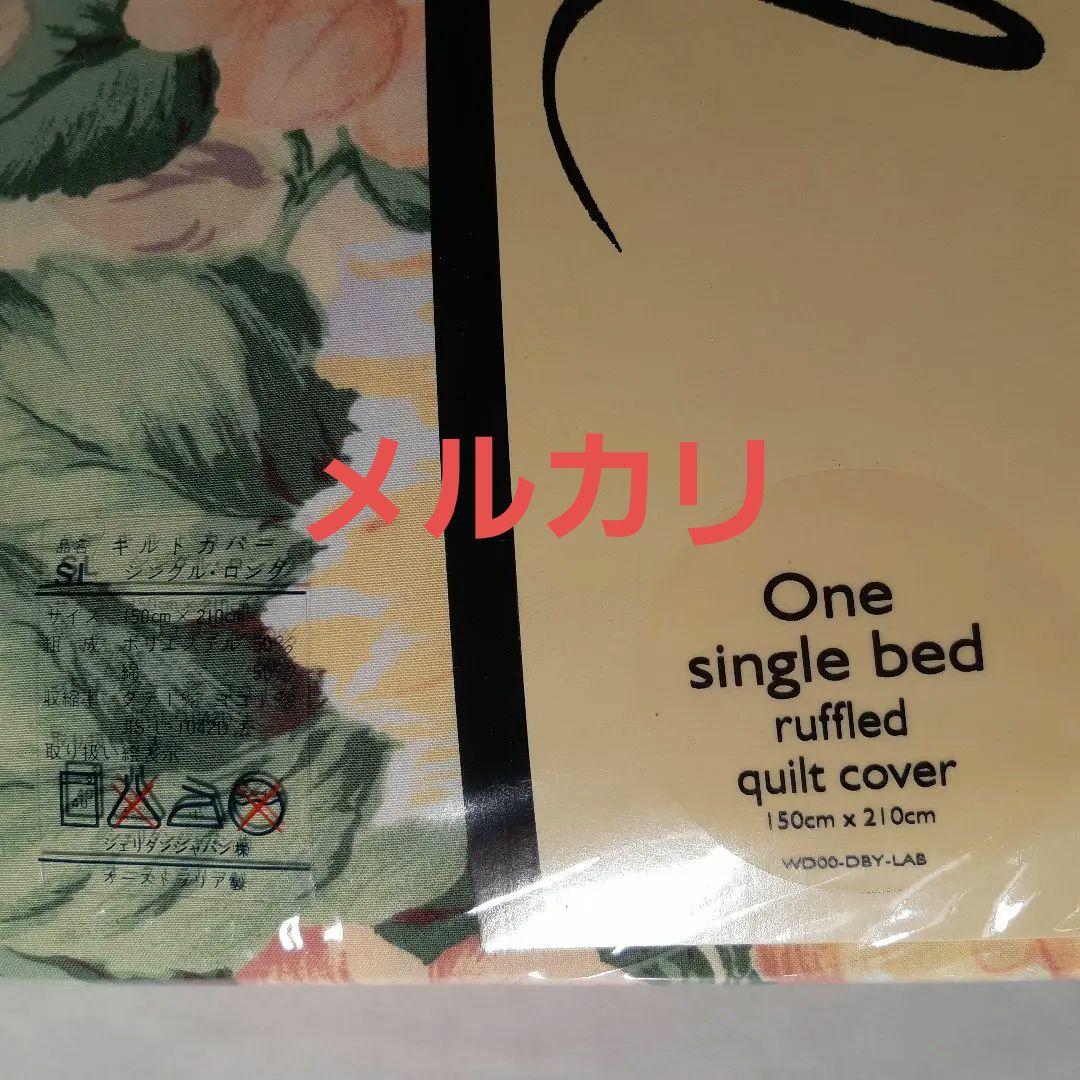 メルカリ
品名 キルトカバー
SL シングル・ロング
サイズ 150cm×210cm
組成 ポリエステル 50%
綿 50%
取り扱い絵表示
シェリダンジャパン㈱
オーストラリア製
One
single bed
ruffled
quilt cover
150cm x 210cm
WD00-DBY-LAB